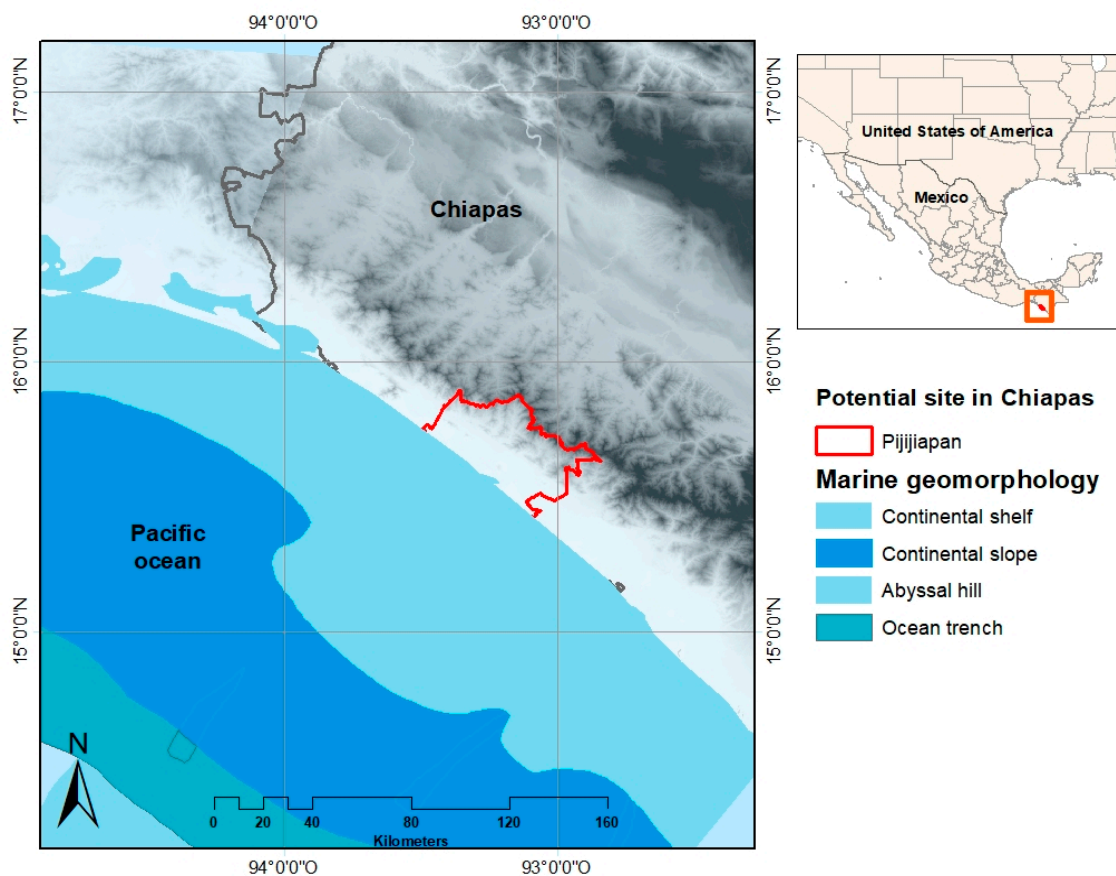 94°0'0"O 93°0'0"O
17°0'0"N
17°0'0"N
Chiapas
16°0'0"N
16°0'0"N
Pacific
ocean
15°0'0"N
15°0'0"N
N
0 20 40 80 120 160
Kilometers
94°0'0"O 93°0'0"O
United States of America
Mexico
Potential site in Chiapas
Pijijiapan
Marine geomorphology
Continental shelf
Continental slope
Abyssal hill
Ocean trench